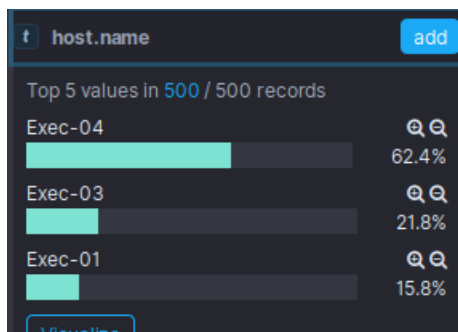 t host.name add
Top 5 values in 500 / 500 records
Exec-04
62.4%
Exec-03
21.8%
Exec-01
15.8%
Visualize